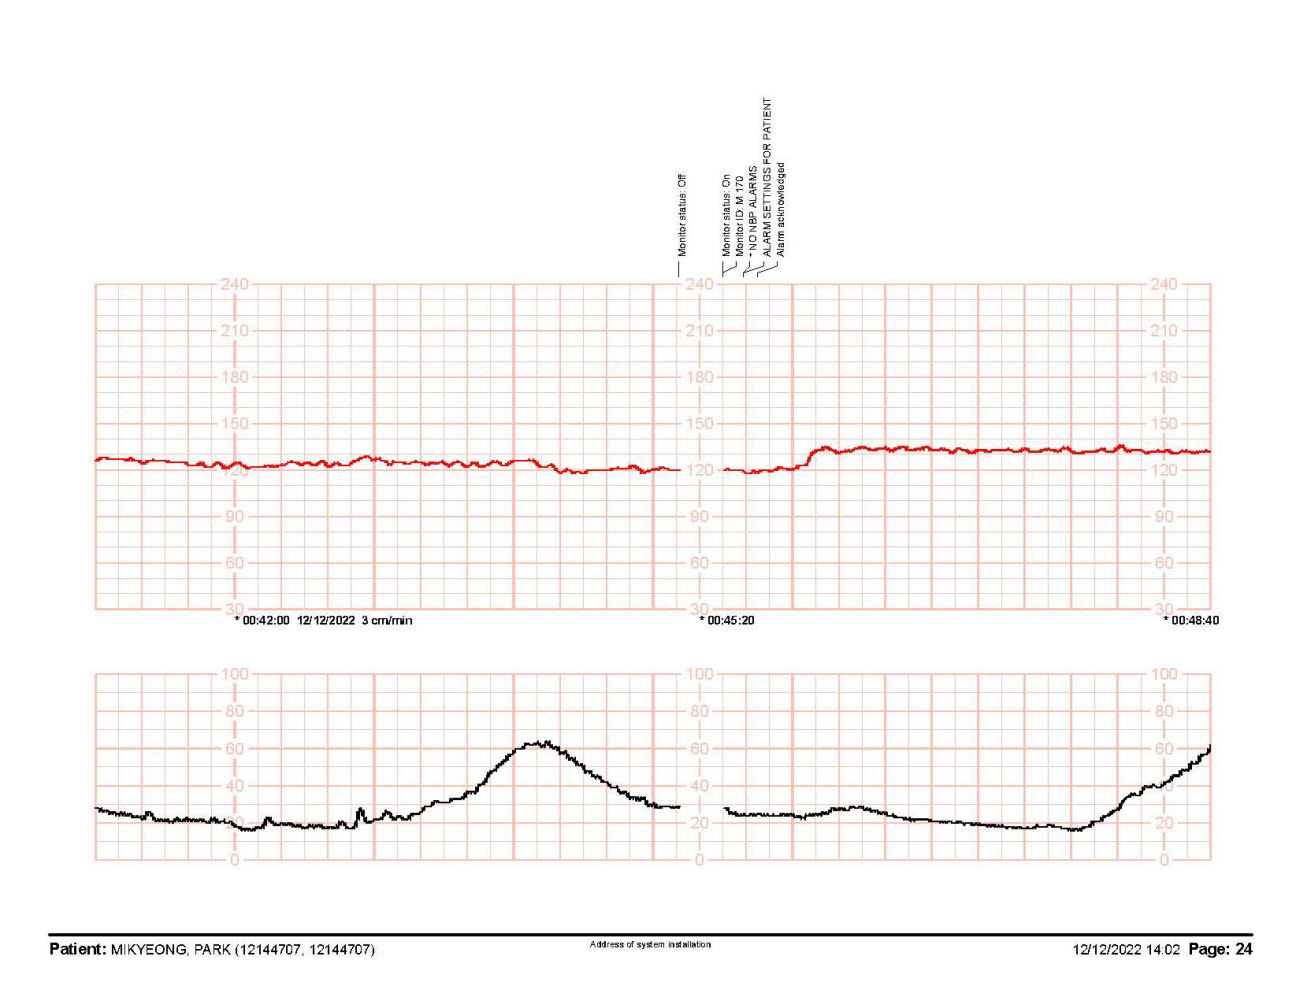 Monitor status: Off
Monitor status: On
Monitor ID: M 170
* NO NBP ALARMS
ALARM SETTINGS FOR PATIENT
Alarm acknowledged
240 240 240
210 210 210
180 180 180
150 150 150
120 120 120
90 90 90
60 60 60
30 30 30
* 00:42:00 12/12/2022 3 cm/min * 00:45:20 * 00:48:40
100 100 100
80 80 80
60 60 60
40 40 40
20 20 20
0 0 0
Patient: MIKYEONG, PARK (12144707, 12144707) Address of system installation 12/12/2022 14:02 Page: 24